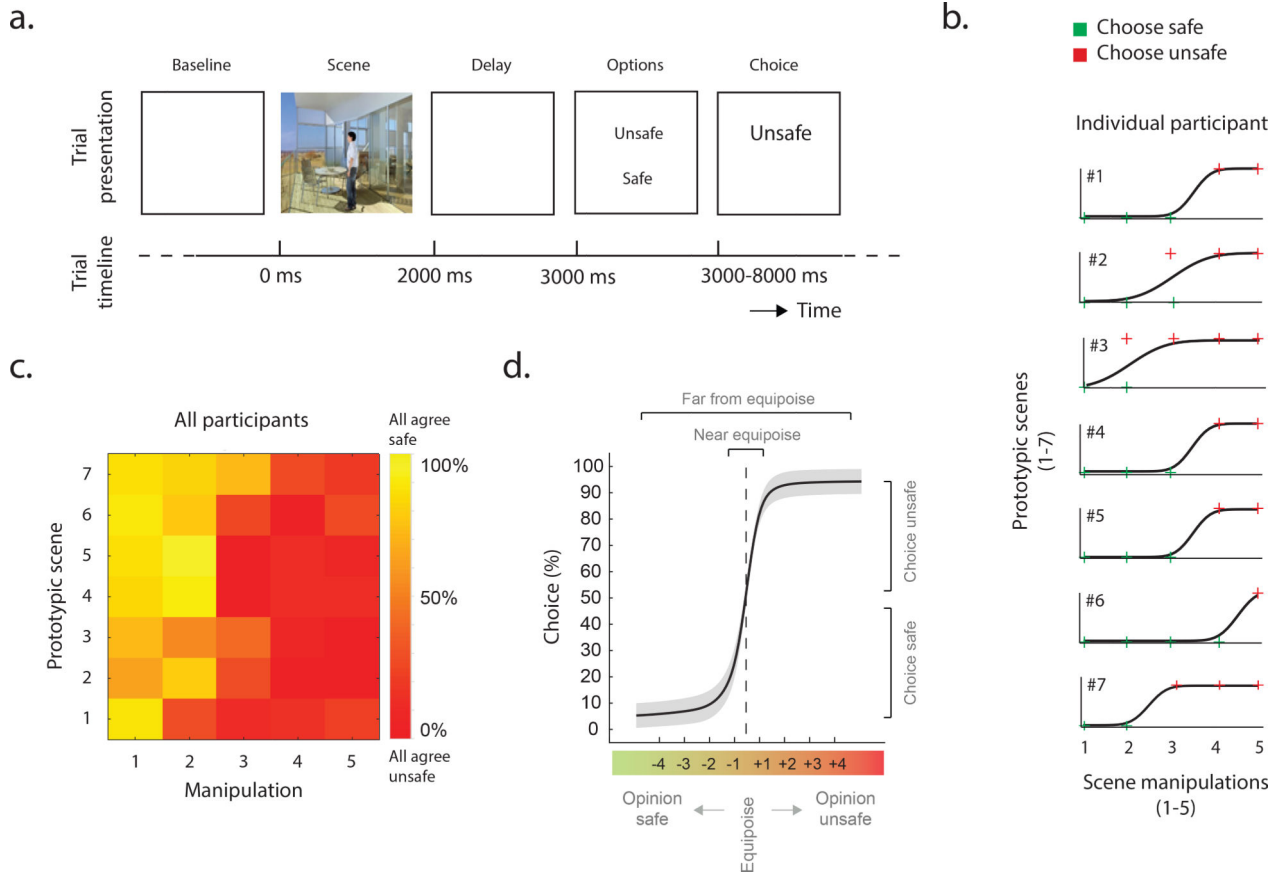 a.
Baseline
Scene
Delay
Options
Choice
Trial
presentation
Unsafe
Safe
Unsafe
Trial
timeline
0 ms
2000 ms
3000 ms
3000-8000 ms
Time
b.
Choose safe
Choose unsafe
Individual participant
#1
#2
#3
#4
#5
#6
#7
Prototypic scenes
(1-7)
1 2 3 4 5
Scene manipulations
(1-5)
c.
All participants
All agree
safe
100%
50%
0%
All agree
unsafe
Prototypic scene
7
6
5
4
3
2
1
1 2 3 4 5
Manipulation
d.
Far from equipoise
Near equipoise
Choice (%)
100
90
80
70
60
50
40
30
20
10
0
Choice unsafe
Choice safe
-4 -3 -2 -1 +1 +2 +3 +4
Opinion
safe
Equipoise
Opinion
unsafe